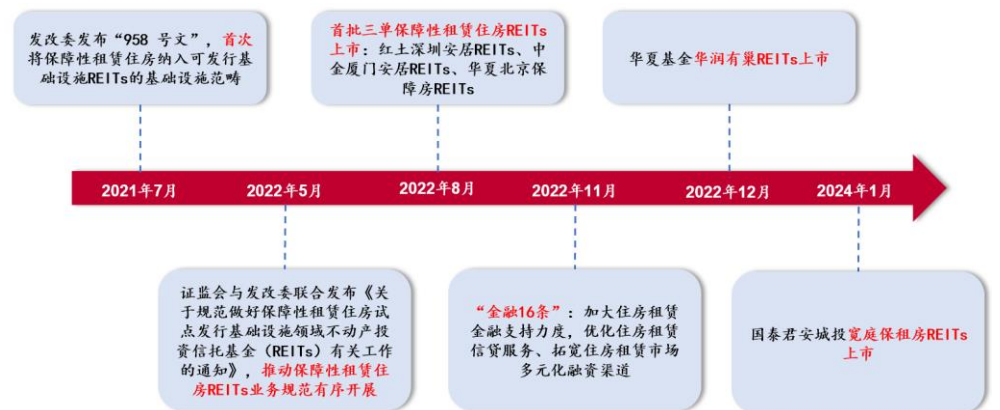 发改委发布“958 号文”，首次
将保障性租赁住房纳入可发行基
础设施REITs的基础设施范畴
首批三单保障性租赁住房REITs
上市：红土深圳安居REITs、中
金厦门安居REITs、华夏北京保
障房REITs
华夏基金华润有巢REITs上市
2021年7月
2022年5月
2022年8月
2022年11月
2022年12月
2024年1月
证监会与发改委联合发布《关
于规范做好保障性租赁住房试
点发行基础设施领域不动产投
资信托基金（REITs）有关工作
的通知》，推动保障性租赁住
房REITs业务规范有序开展
“金融16条”：加大住房租赁
金融支持力度，优化住房租赁
信贷服务、拓宽住房租赁市场
多元化融资渠道
国泰君安城投宽庭保租房REITs
上市